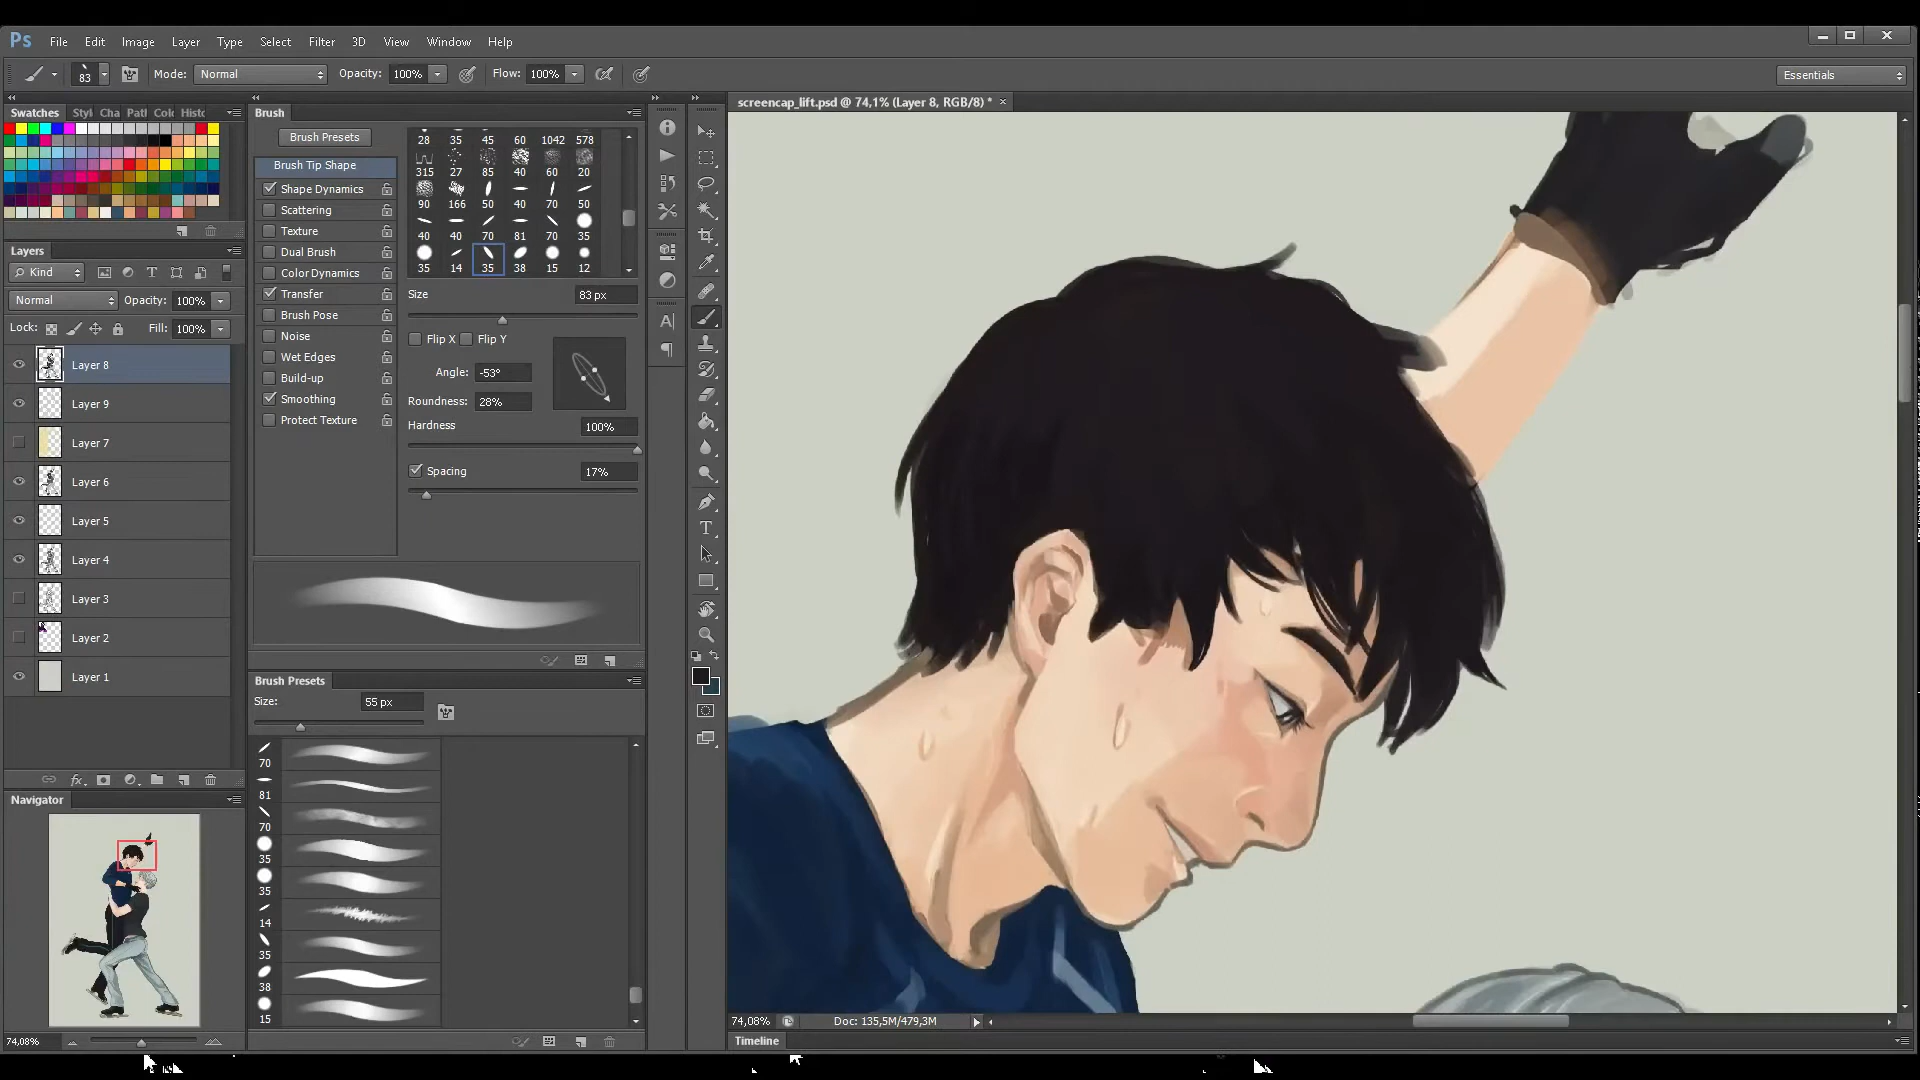 Ps File Edit Image Layer Type Select Filter 3D View Window Help
83 Mode: Normal Opacity: 100% Flow: 100% Essentials
Swatches Styl Cha Pat Col Histo
Brush
screencap_lift.psd @ 74,1% (Layer 8, RGB/8) * ×
Brush Presets
Brush Tip Shape
Shape Dynamics
Scattering
Texture
Dual Brush
Color Dynamics
Transfer
Brush Pose
Noise
Wet Edges
Build-up
Smoothing
Protect Texture
28 35 45 60 1042 578
315 27 85 40 60 20
90 166 50 40 70 50
40 40 70 81 70 35
35 14 35 38 15 12
Size 83 px
Flip X Flip Y
Angle: -53°
Roundness: 28%
Hardness 100%
Spacing 17%
Layers
Kind
Normal Opacity: 100%
Lock: Fill: 100%
Layer 8
Layer 9
Layer 7
Layer 6
Layer 5
Layer 4
Layer 3
Layer 2
Layer 1
fx
Navigator
74,08%
Brush Presets
Size: 55 px
70
81
70
35
35
14
35
38
15
A
T
74,08% Doc: 135,5M/479,3M
Timeline